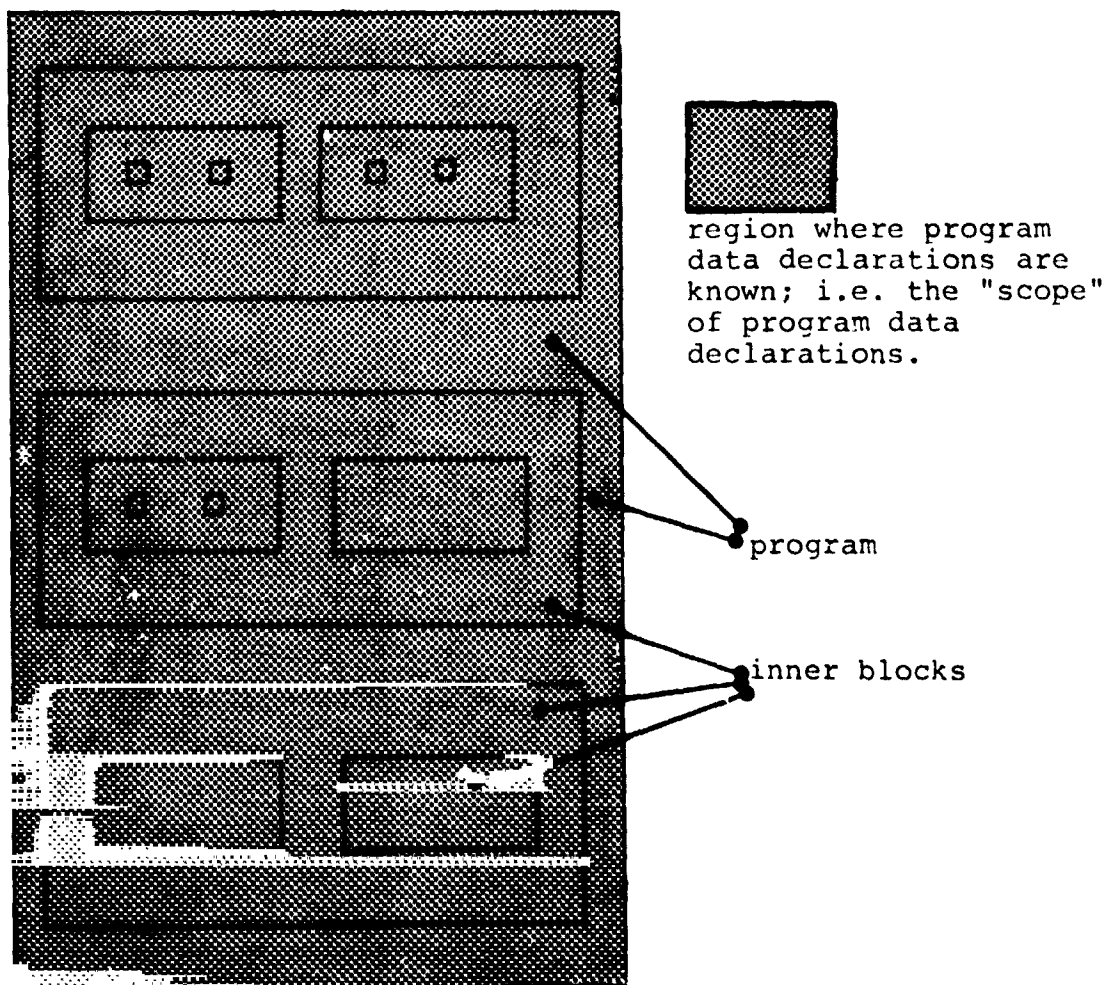 region where program
data declarations are
known; i.e. the "scope"
of program data
declarations.
program
inner blocks